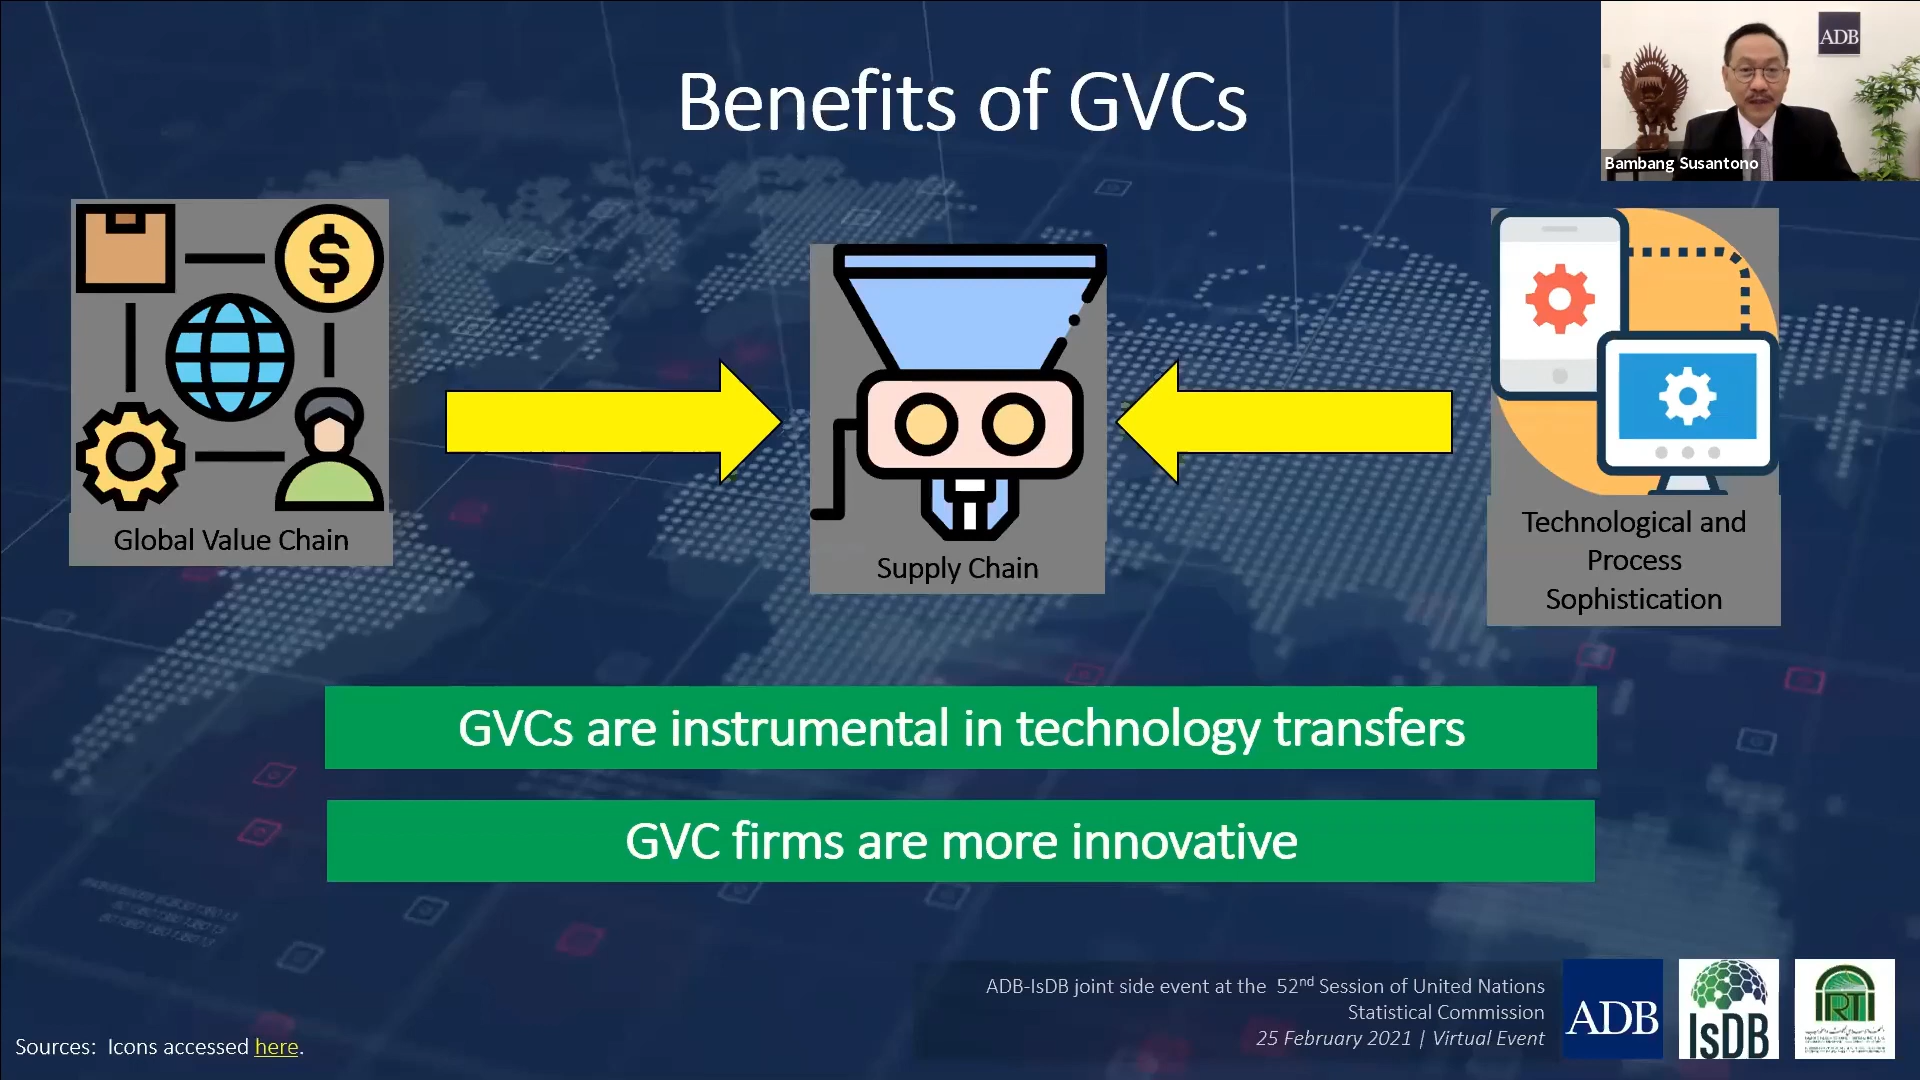 Benefits of GVCs
ADB
Bambang Susantono
$
Global Value Chain
Supply Chain
Technological and
Process
Sophistication
GVCs are instrumental in technology transfers
GVC firms are more innovative
ADB-IsDB joint side event at the 52nd Session of United Nations
Statistical Commission
25 February 2021 | Virtual Event
ADB
IsDB
IRTI
Sources: Icons accessed here.